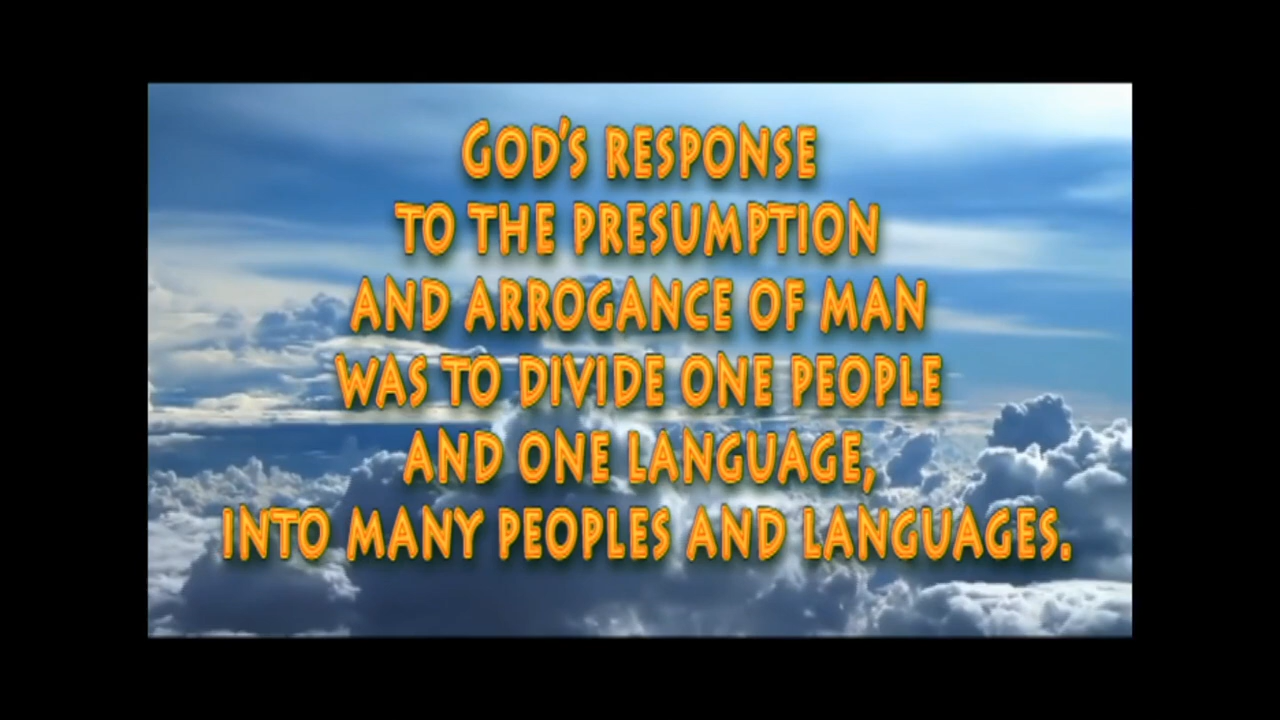 GOD'S RESPONSE
TO THE PRESUMPTION
AND ARROGANCE OF MAN
WAS TO DIVIDE ONE PEOPLE
AND ONE LANGUAGE,
INTO MANY PEOPLES AND LANGUAGES.